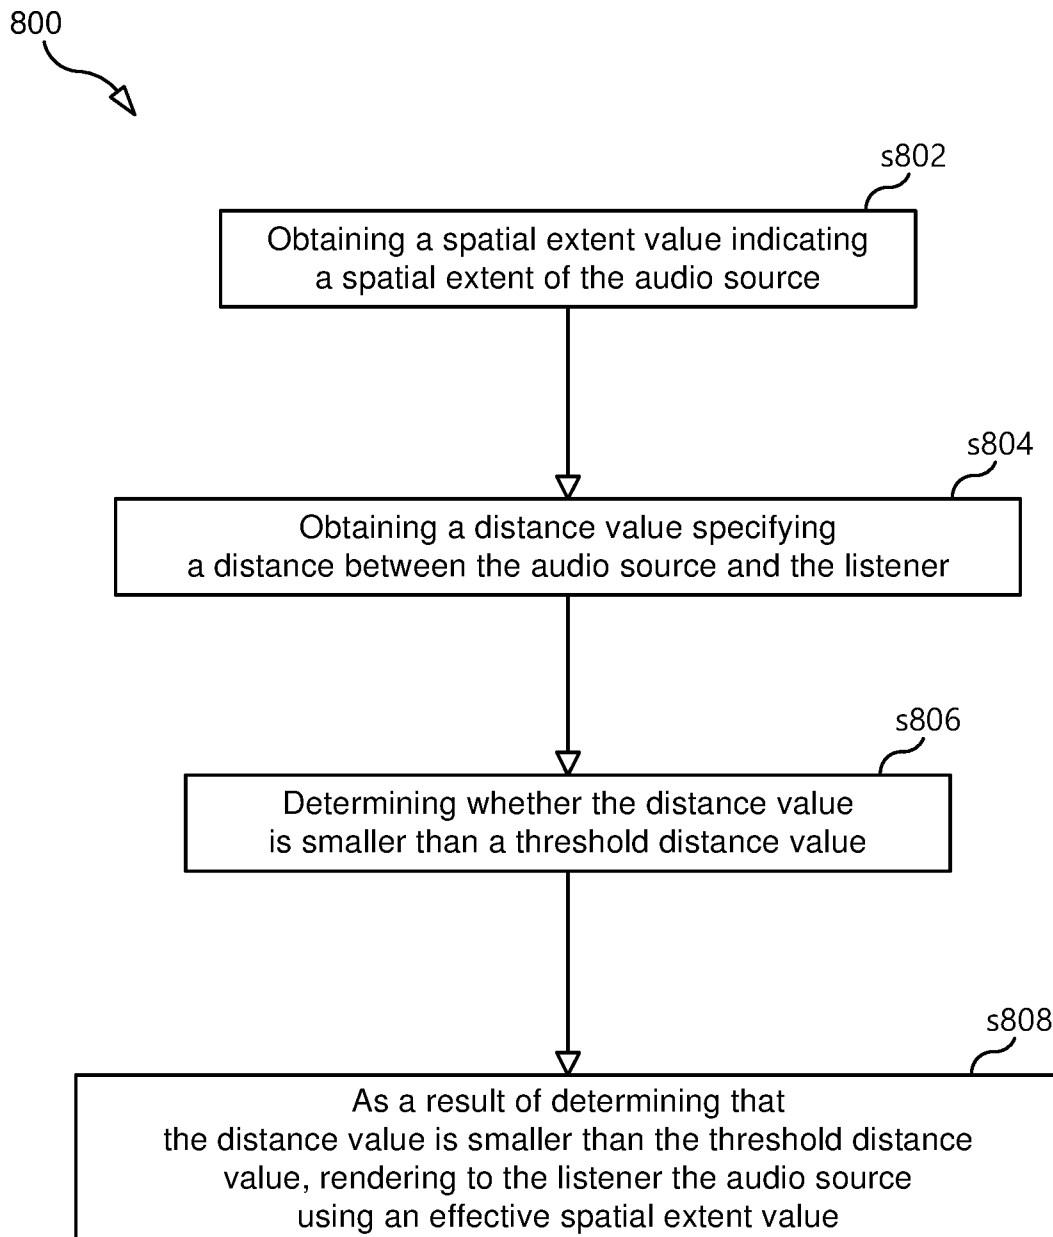 800
s802
Obtaining a spatial extent value indicating
a spatial extent of the audio source
s804
Obtaining a distance value specifying
a distance between the audio source and the listener
s806
Determining whether the distance value
is smaller than a threshold distance value
s808
As a result of determining that
the distance value is smaller than the threshold distance
value, rendering to the listener the audio source
using an effective spatial extent value